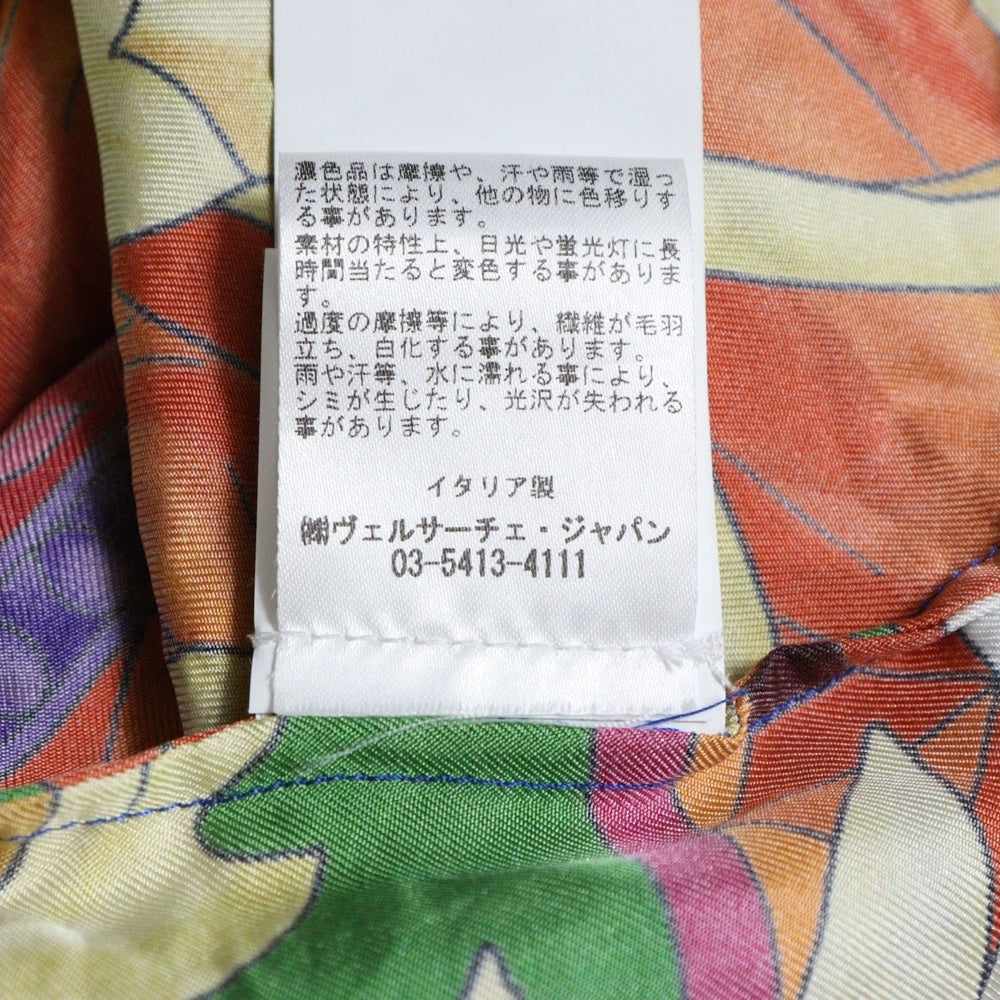 濃色品は摩擦や、汗や雨等で湿っ
た状態により、他の物に色移りす
る事があります。
素材の特性上、日光や蛍光灯に長
時間当たると変色する事がありま
す。
過度の摩擦等により、繊維が毛羽
立ち、白化する事があります。
雨や汗等、水に濡れる事により、
シミが生じたり、光沢が失われる
事があります。
イタリア製
㈱ヴェルサーチェ・ジャパン
03-5413-4111